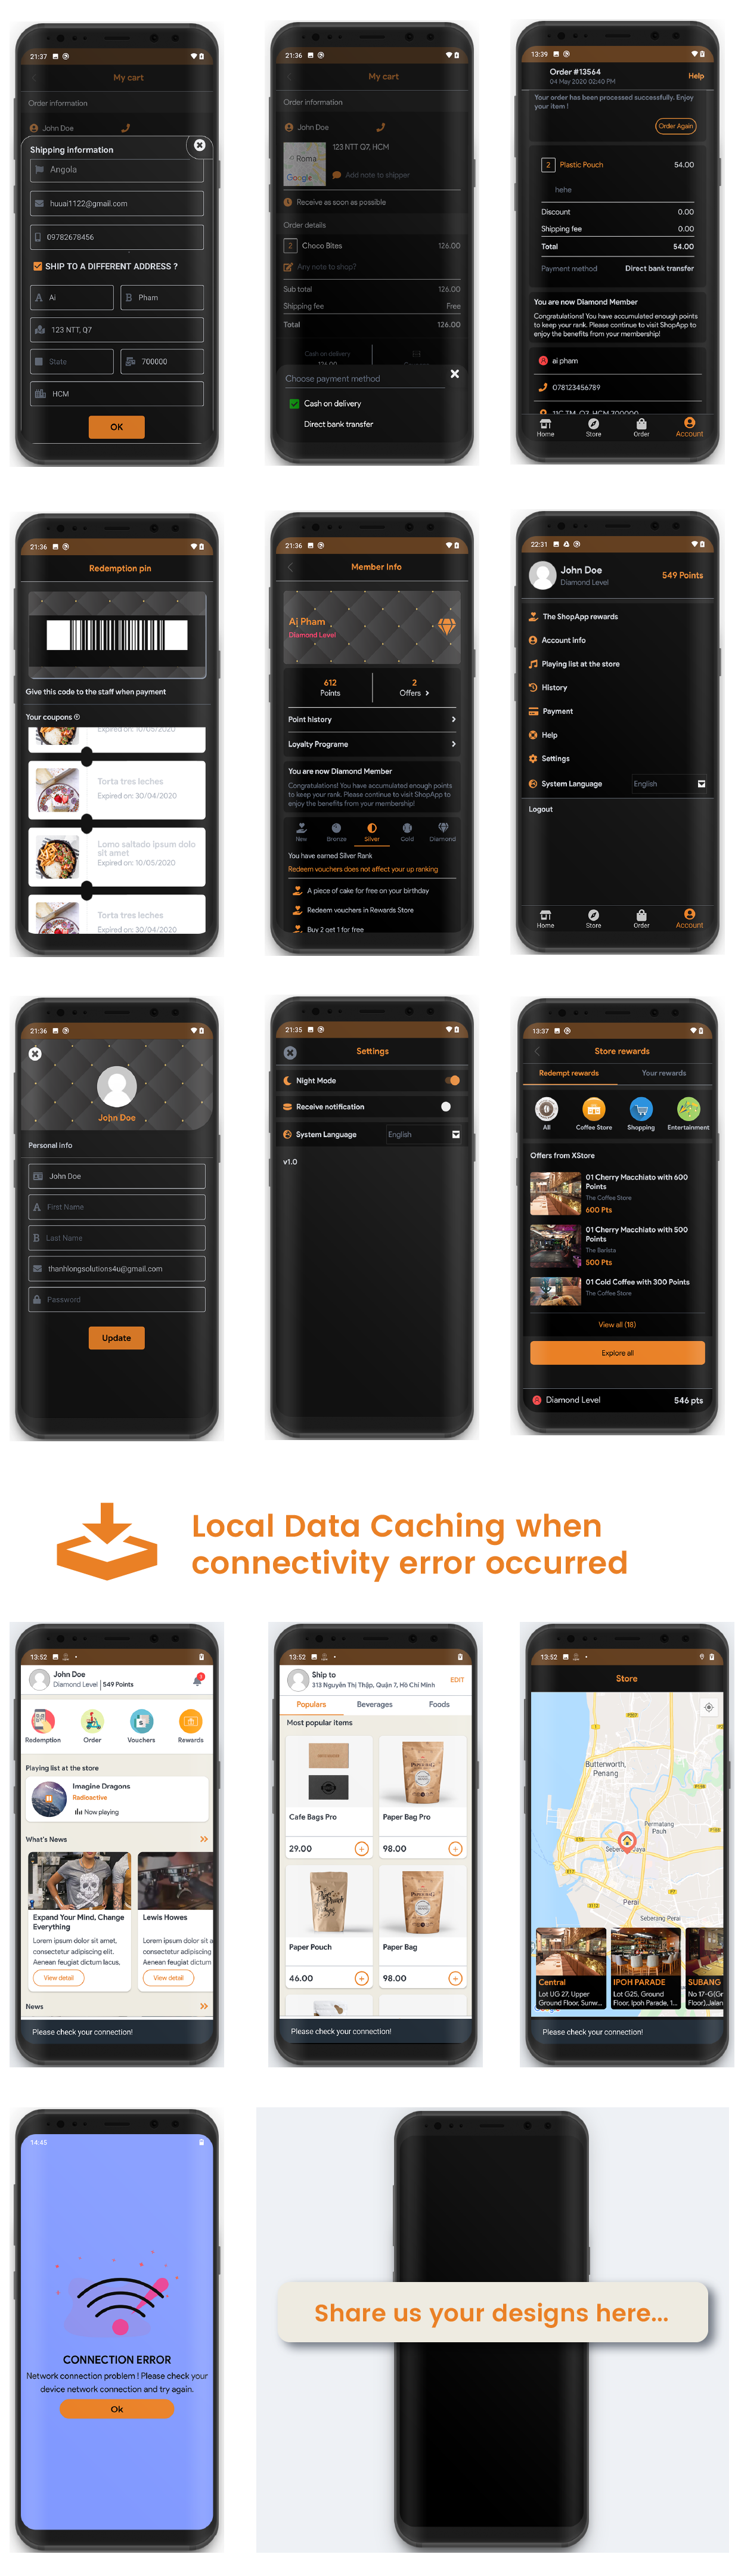 21:37
My cart
Order information
John Doe
Shipping information
Angola
huuai1122@gmail.com
09782678456
SHIP TO A DIFFERENT ADDRESS ?
A Ai
B Pham
123 NTT, Q7
State
700000
HCM
OK
21:36
My cart
Order information
John Doe
123 NTT Q7, HCM
Roma
Google
Add note to shipper
Receive as soon as possible
Order details
2 Choco Bites 126.00
Any note to shop?
Sub total 126.00
Shipping fee Free
Total 126.00
Cash on delivery
126.00
Choose payment method
Cash on delivery
Direct bank transfer
13:39
Order #13564
04 May 2020 02:40 PM
Help
Your order has been processed successfully. Enjoy
your item !
Order Again
2 Plastic Pouch 54.00
hehe
Discount 0.00
Shipping fee 0.00
Total 54.00
Payment method Direct bank transfer
You are now Diamond Member
Congratulations! You have accumulated enough points
to keep your rank. Please continue to visit ShopApp to
enjoy the benefits from your membership!
ai pham
078123456789
Home Store Order Account
21:36
Redemption pin
Give this code to the staff when payment
Your coupons
Expired on: 10/05/2020
Torta tres leches
Expired on: 30/04/2020
Lomo saltado ipsum dolo
sit amet
Expired on: 10/05/2020
Torta tres leches
Expired on: 30/04/2020
21:36
Member Info
Ai Pham
Diamond Level
612 2
Points Offers
Point history
Loyalty Programe
You are now Diamond Member
Congratulations! You have accumulated enough points
to keep your rank. Please continue to visit ShopApp to
enjoy the benefits from your membership!
New Bronze Silver Gold Diamond
You have earned Silver Rank
Redeem vouchers does not affect your up ranking
A piece of cake for free on your birthday
Redeem vouchers in Rewards Store
Buy 2 get 1 for free
22:31
John Doe
Diamond Level
549 Points
The ShopApp rewards
Account info
Playing list at the store
History
Payment
Help
Settings
System Language English
Logout
Home Store Order Account
21:36
John Doe
Personal info
John Doe
A First Name
B Last Name
thanhlongsolutions4u@gmail.com
Password
Update
21:35
Settings
Night Mode
Receive notification
System Language English
v1.0
13:37
Store rewards
Redempt rewards Your rewards
All Coffee Store Shopping Entertainment
Offers from XStore
01 Cherry Macchiato with 600
Points
The Coffee Store
600 Pts
01 Cherry Macchiato with 500
Points
The Barista
500 Pts
01 Cold Coffee with 300 Points
The Coffee Store
View all (18)
Explore all
Diamond Level 546 pts
Local Data Caching when
connectivity error occurred
13:52
John Doe
Diamond Level | 549 Points
Redemption Order Vouchers Rewards
Playing list at the store
Imagine Dragons
Radioactive
Now playing
What's News
Expand Your Mind, Change
Everything
Lorem ipsum dolor sit amet,
consectetur adipiscing elit.
Aenean feugiat dictum lacus,
View detail
Lewis Howes
Lorem ipsum dolor sit a
consectetur adipiscing
Aenean feugiat dictum
View detail
News
Please check your connection!
13:52
Ship to
313 Nguyễn Thị Thập, Quận 7, Hồ Chí Minh
EDIT
Populars Beverages Foods
Most popular items
Cafe Bags Pro
29.00
Paper Bag Pro
98.00
Paper Pouch
46.00
Paper Bag
98.00
Please check your connection!
13:52
Store
Butterworth,
Penang
Permatang
Pauh
Seberang Jaya
Perai
Seberang Perai
Central
Lot UG 27, Upper
Ground Floor, Sunw...
IPOH PARADE
Lot G25, Ground
Floor, Ipoh Parade, 1...
SUBANG
No 17-G(Gr
Floor),Jalan
Please check your connection!
14:45
CONNECTION ERROR
Network connection problem ! Please check your
device network connection and try again.
Ok
Share us your designs here...